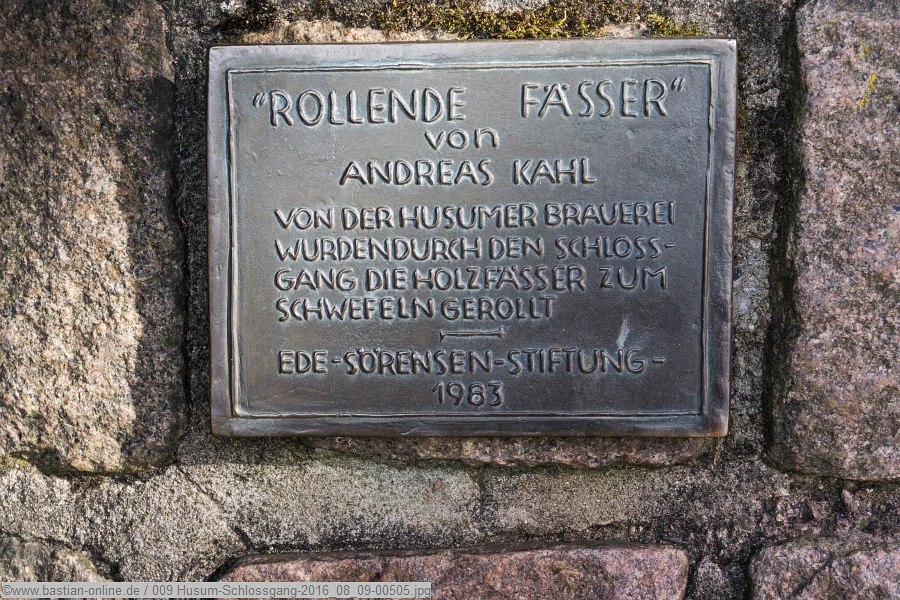 "ROLLENDE FÄSSER"
von
ANDREAS KAHL
VON DER HUSUMER BRAUEREI
WURDENDURCH DEN SCHLOSS-
GANG DIE HOLZFÄSSER ZUM
SCHWEFELN GEROLLT
EDE-SÖRENSEN-STIFTUNG-
1983
www.bastian-online.de / 009 Husum-Schlossgang-2016_08_09-00505.jpg